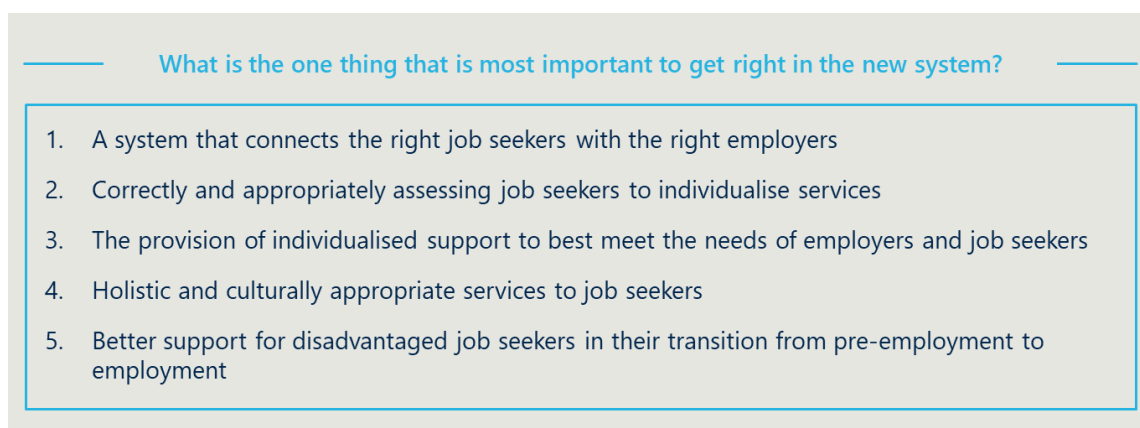 What is the one thing that is most important to get right in the new system?
1. A system that connects the right job seekers with the right employers
2. Correctly and appropriately assessing job seekers to individualise services
3. The provision of individualised support to best meet the needs of employers and job seekers
4. Holistic and culturally appropriate services to job seekers
5. Better support for disadvantaged job seekers in their transition from pre-employment to
employment